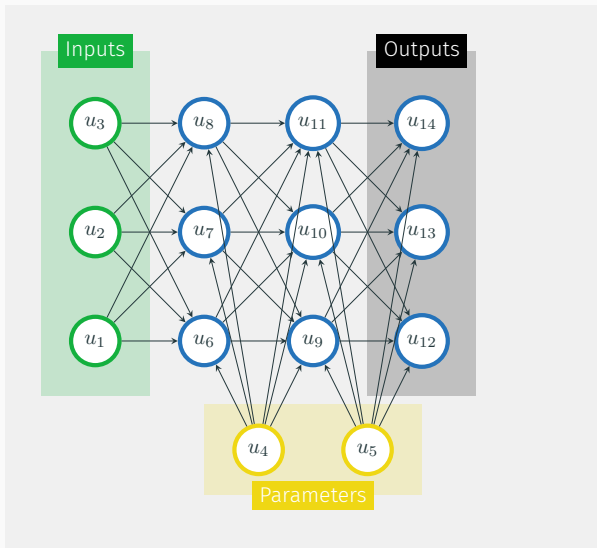 Inputs
Outputs
u₃
u₈
u₁₁
u₁₄
u₂
u₇
u₁₀
u₁₃
u₁
u₆
u₉
u₁₂
u₄
u₅
Parameters